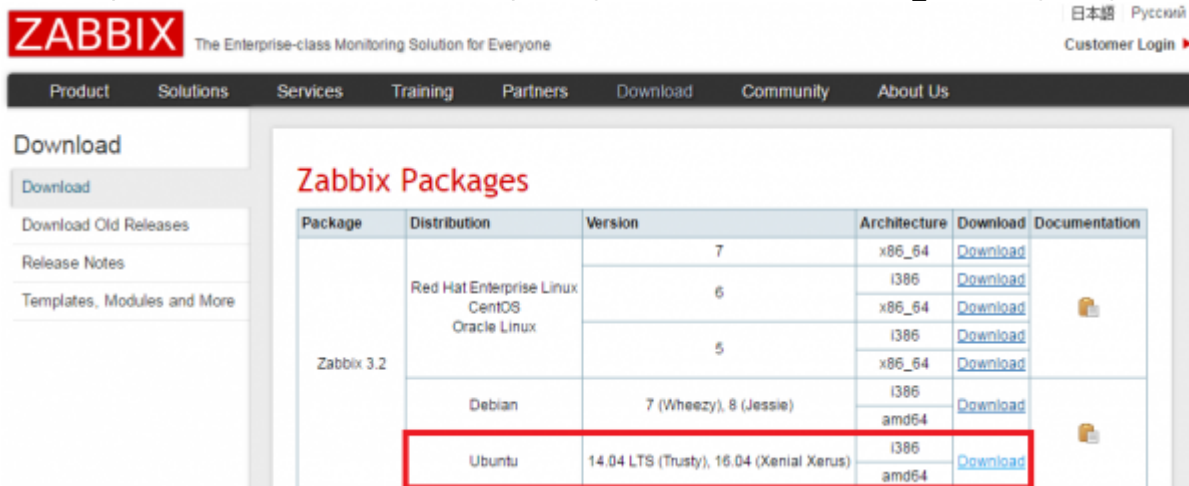 日本語 Русский
ZABBIX The Enterprise-class Monitoring Solution for Everyone
Customer Login
Product Solutions Services Training Partners Download Community About Us
Download
Download
Download Old Releases
Release Notes
Templates, Modules and More
Zabbix Packages
Package Distribution Version Architecture Download Documentation
Zabbix 3.2
Red Hat Enterprise Linux
CentOS
Oracle Linux
7 x86_64 Download
6 i386 Download
x86_64 Download
5 i386 Download
x86_64 Download
Debian 7 (Wheezy), 8 (Jessie) i386 Download
amd64
Ubuntu 14.04 LTS (Trusty), 16.04 (Xenial Xerus) i386 Download
amd64